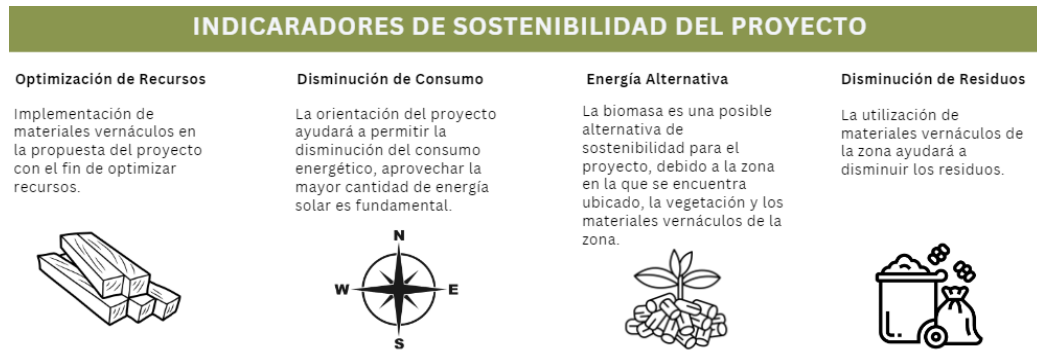 INDICARADORES DE SOSTENIBILIDAD DEL PROYECTO
Optimización de Recursos
Implementación de
materiales vernáculos en
la propuesta del proyecto
con el fin de optimizar
recursos.
Disminución de Consumo
La orientación del proyecto
ayudará a permitir la
disminución del consumo
energético, aprovechar la
mayor cantidad de energía
solar es fundamental.
N
W
E
S
Energía Alternativa
La biomasa es una posible
alternativa de
sostenibilidad para el
proyecto, debido a la zona
en la que se encuentra
ubicado, la vegetación y los
materiales vernáculos de la
zona.
Disminución de Residuos
La utilización de
materiales vernáculos de
la zona ayudará a
disminuir los residuos.